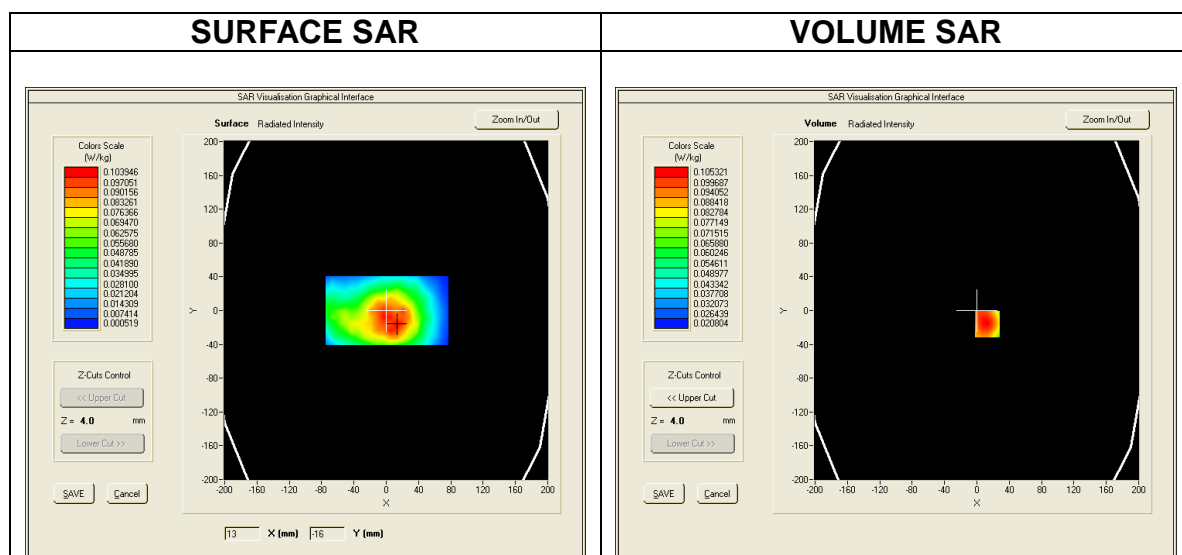 SURFACE SAR
VOLUME SAR
SAR Visualisation Graphical Interface
Surface Radiated Intensity
Zoom In/Out
Colors Scale
(W/kg)
0.103946
0.097051
0.090156
0.083261
0.076366
0.069470
0.062575
0.055680
0.048785
0.041890
0.034995
0.028100
0.021204
0.014309
0.007414
0.000519
Z-Cuts Control
<< Upper Cut
Z = 4.0 mm
Lower Cut >>
SAVE Cancel
200
160
120
80
40
0
-40
-80
-120
-160
-200
Y
-200 -160 -120 -80 -40 0 40 80 120 160 200
X
13 X (mm) -16 Y (mm)
SAR Visualisation Graphical Interface
Volume Radiated Intensity
Zoom In/Out
Colors Scale
(W/kg)
0.105321
0.099687
0.094052
0.088418
0.082784
0.077149
0.071515
0.065880
0.060246
0.054611
0.048977
0.043342
0.037708
0.032073
0.026439
0.020804
Z-Cuts Control
<< Upper Cut
Z = 4.0 mm
Lower Cut >>
SAVE Cancel
200
160
120
80
40
0
-40
-80
-120
-160
-200
Y
-200 -160 -120 -80 -40 0 40 80 120 160 200
X